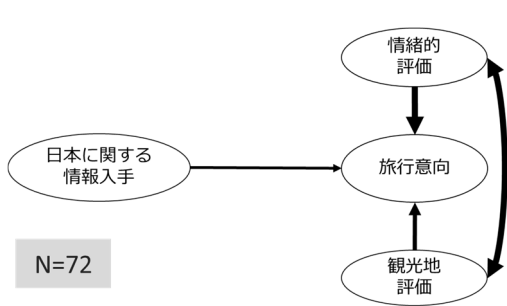 情緒的
評価
日本に関する
情報入手
旅行意向
N=72
観光地
評価